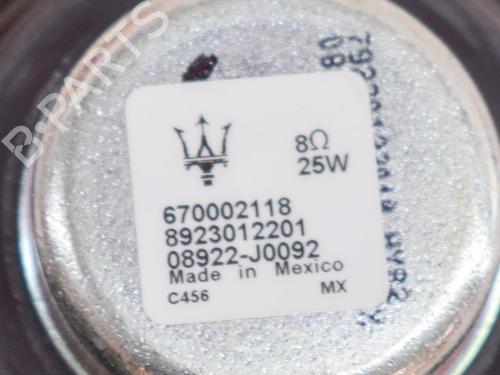 8Ω
25W
670002118
8923012201
08922-J0092
Made in Mexico
C456 MX
B-PARTS